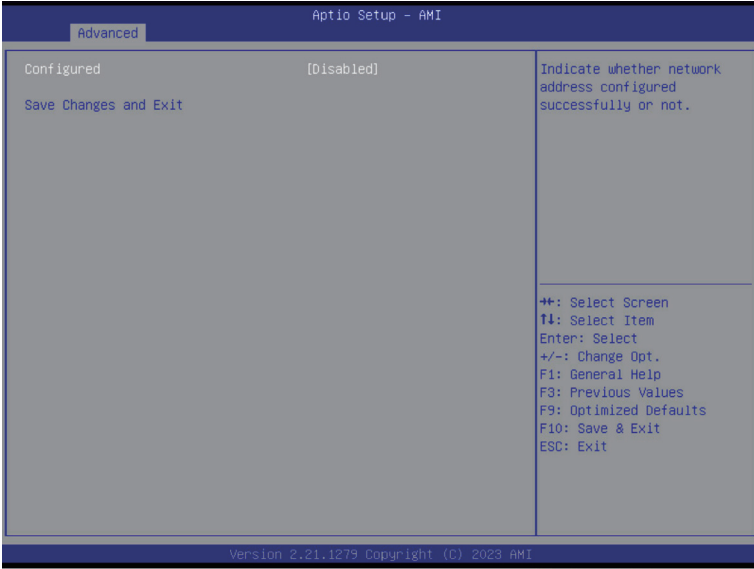 Aptio Setup – AMI
Advanced
Configured [Disabled]
Save Changes and Exit
Indicate whether network
address configured
successfully or not.
→←: Select Screen
↑↓: Select Item
Enter: Select
+/-: Change Opt.
F1: General Help
F3: Previous Values
F9: Optimized Defaults
F10: Save & Exit
ESC: Exit
Version 2.21.1279 Copyright (C) 2023 AMI